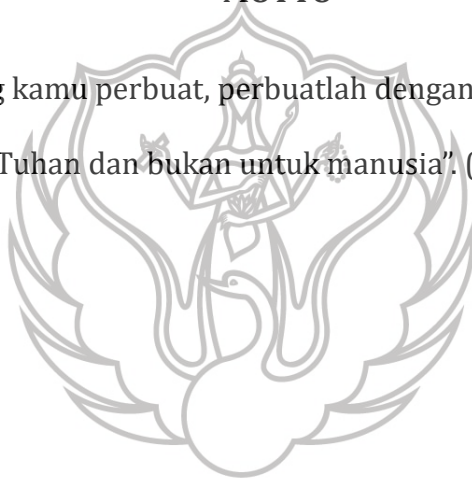 g kamu perbuat, perbuatlah dengan
Tuhan dan bukan untuk manusia”. (